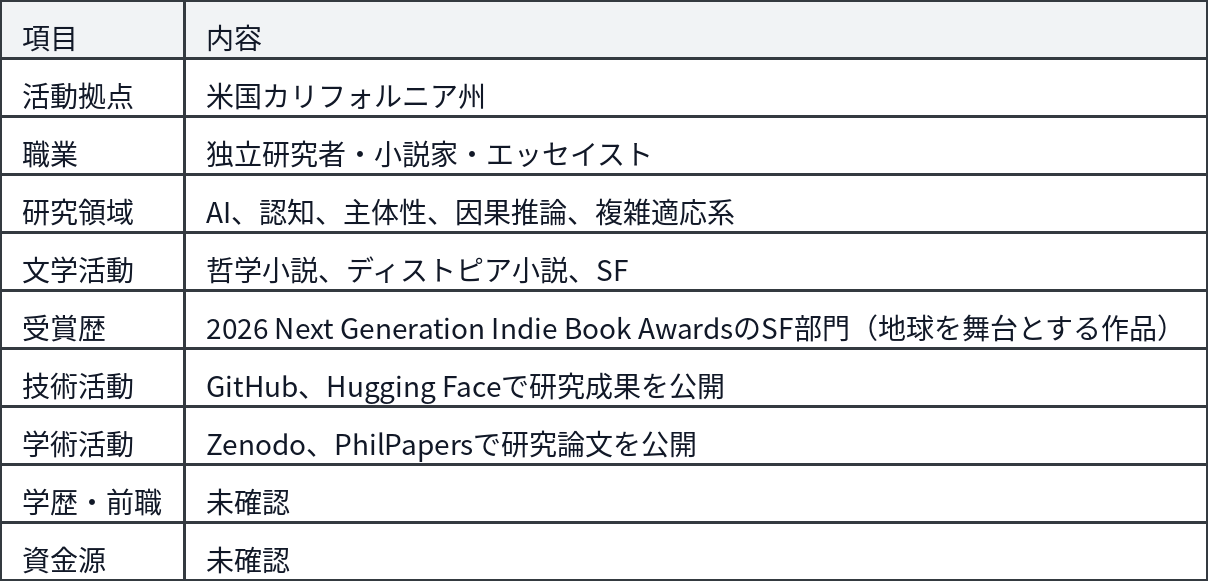 項目 内容
活動拠点 米国カリフォルニア州
職業 独立研究者・小説家・エッセイスト
研究領域 AI、認知、主体性、因果推論、複雑適応系
文学活動 哲学小説、ディストピア小説、SF
受賞歴 2026 Next Generation Indie Book AwardsのSF部門（地球を舞台とする作品）
技術活動 GitHub、Hugging Faceで研究成果を公開
学術活動 Zenodo、PhilPapersで研究論文を公開
学歴・前職 未確認
資金源 未確認